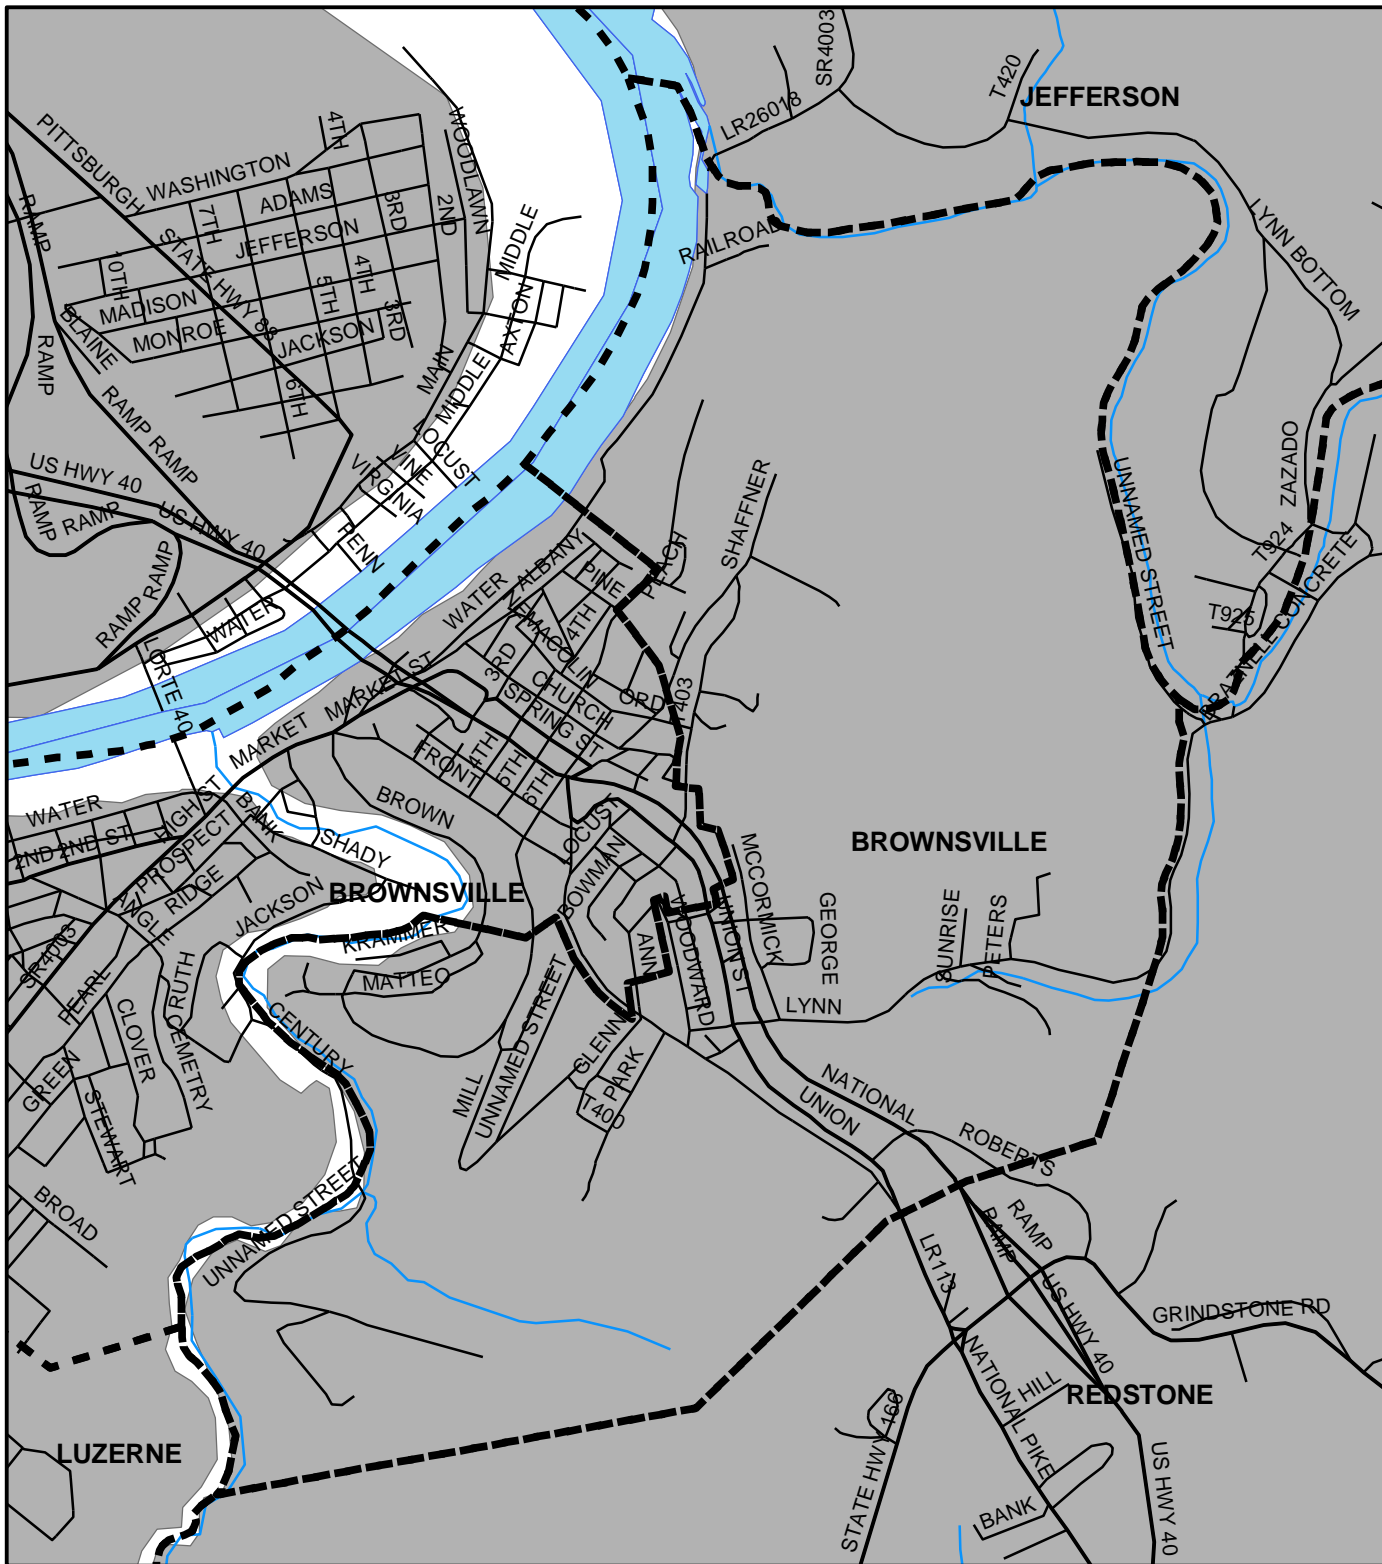 SR4003
T420
JEFFERSON
LR26018
4TH
WOODLAWN
PITTSBURGH
WASHINGTON
ADAMS
3RD
2ND
7TH
JEFFERSON
RAMP
STATE HWY 88
MIDDLE
RAILROAD
LYNN BOTTOM
10TH
4TH
5TH
MADISON
3RD
BLAINE
MONROE
JACKSON
AXTON
RAMP
MAIN
6TH
MIDDLE
RAMP RAMP
LOCUST
VINE
VIRGINIA
US HWY 40
RAMP
RAMP
US HWY 40
PENN
SHAFFNER
ZAZADO
UNNAMED STREET
T924
RAMP
RAMP
WATER
ALBANY
PINE
PEACH
WATER
NEMACOLIN
4TH
T925
BRAZNELL CONCRETE
LORTE 40
MARKET ST
3RD
CHURCH
ORD
403
MARKET
SPRING ST
FRONT
4TH
5TH
6TH
WATER
HIGH ST
BANK
BROWN
LOCUST
2ND
2ND ST
PROSPECT
SHADY
BOWMAN
MCCORMICK
BROWNSVILLE
BROWNSVILLE
ANGLE
RIDGE
JACKSON
WOODWARD
UNION ST
GEORGE
SUNRISE
PETERS
SR4003
KRAMMER
ANN
PEARL
RUTH
MATTEO
LYNN
CLOVER
CEMETRY
CENTURY
UNNAMED STREET
GLENN
GREEN
STEWART
MILL
PARK
T400
NATIONAL
UNION
ROBERTS
BROAD
UNNAMED STREET
RAMP
RAMP
LR113
US HWY 40
GRINDSTONE RD
NATIONAL PIKE
HILL
REDSTONE
STATE HWY 166
LUZERNE
BANK
US HWY 40